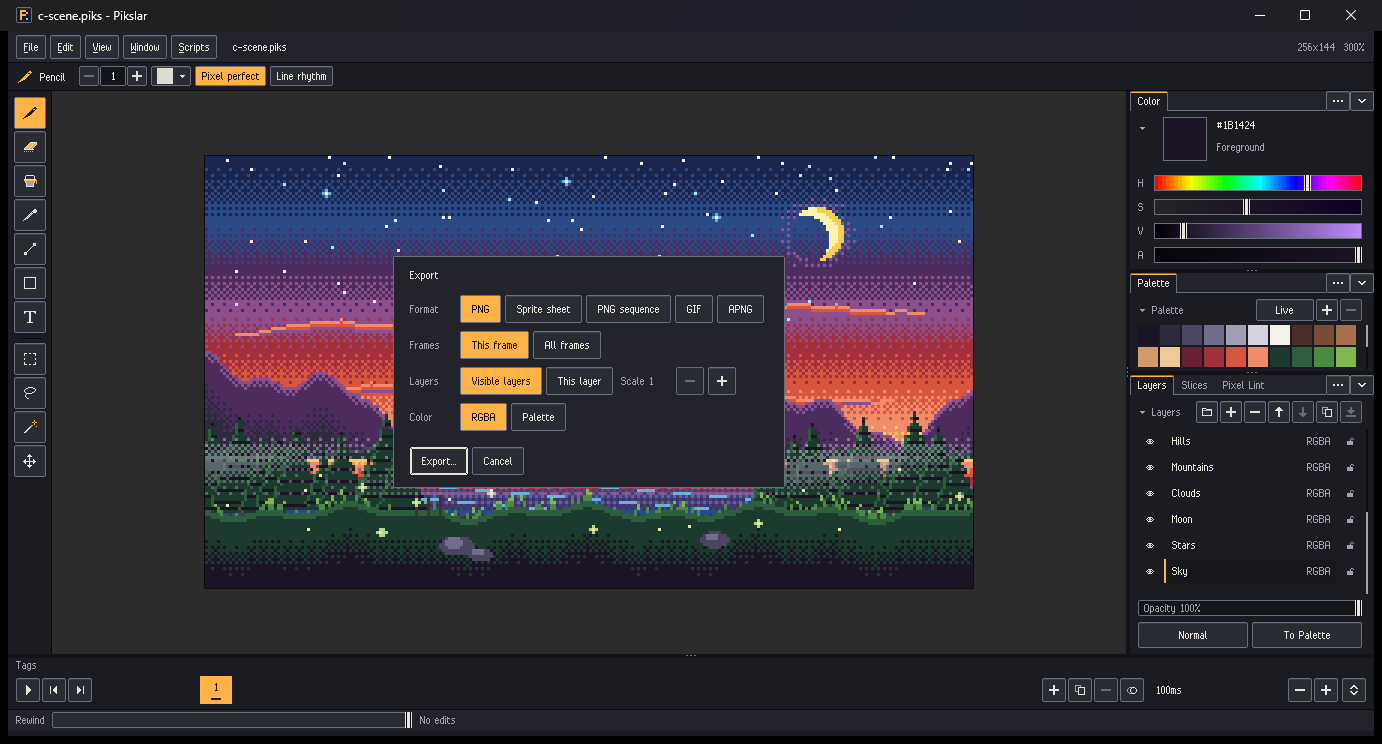 c-scene.piks - Pikslar
File Edit View Window Scripts c-scene.piks 256x144 300%
Pencil 1 Pixel perfect Line rhythm
Color
#1B1424
Foreground
H
S
V
A
Export
Format PNG Sprite sheet PNG sequence GIF APNG
Frames This frame All frames
Layers Visible layers This layer Scale 1
Color RGBA Palette
Export... Cancel
Palette
Palette Live
Layers Slices Pixel Lint
Layers
Hills RGBA
Mountains RGBA
Clouds RGBA
Moon RGBA
Stars RGBA
Sky RGBA
Opacity 100%
Normal To Palette
Tags
1 100ms
Rewind No edits